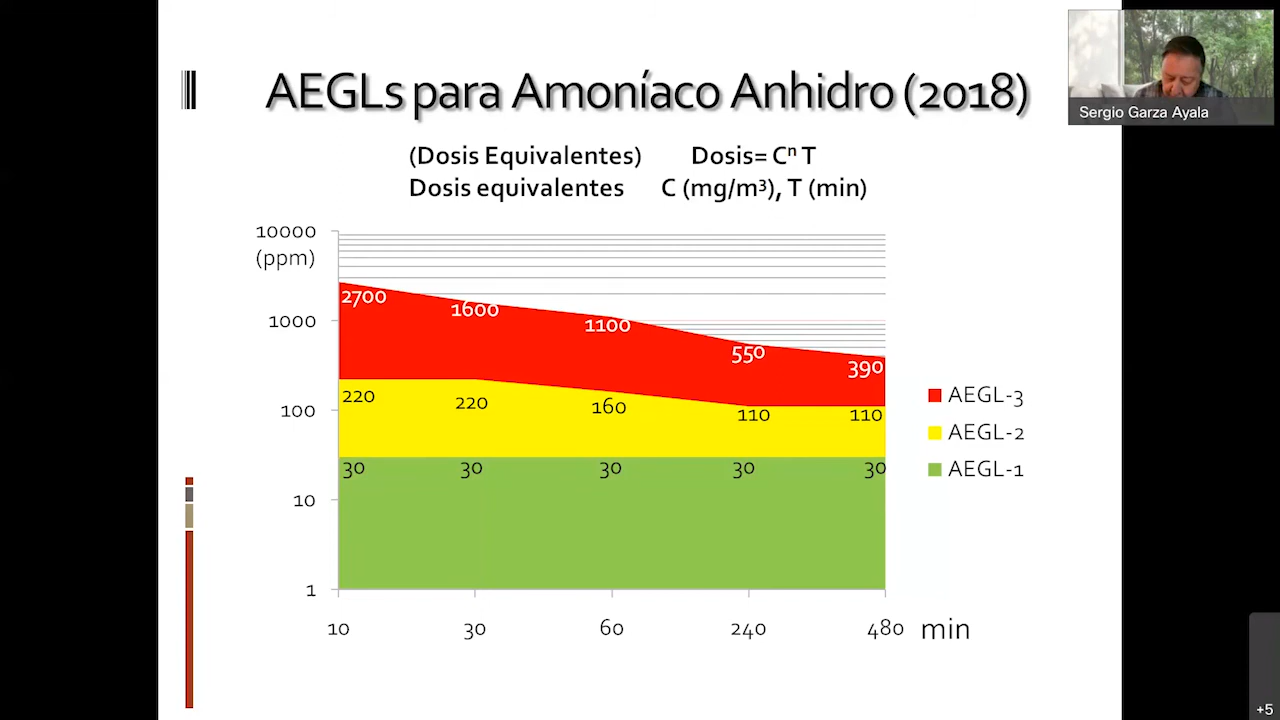 AEGLs para Amoníaco Anhidro (2018)
Sergio Garza Ayala
(Dosis Equivalentes) Dosis= Cⁿ T
Dosis equivalentes C (mg/m³), T (min)
10000
(ppm)
1000
100
10
1
2700 1600 1100 550 390
220 220 160 110 110
30 30 30 30 30
AEGL-3
AEGL-2
AEGL-1
10 30 60 240 480 min
+5